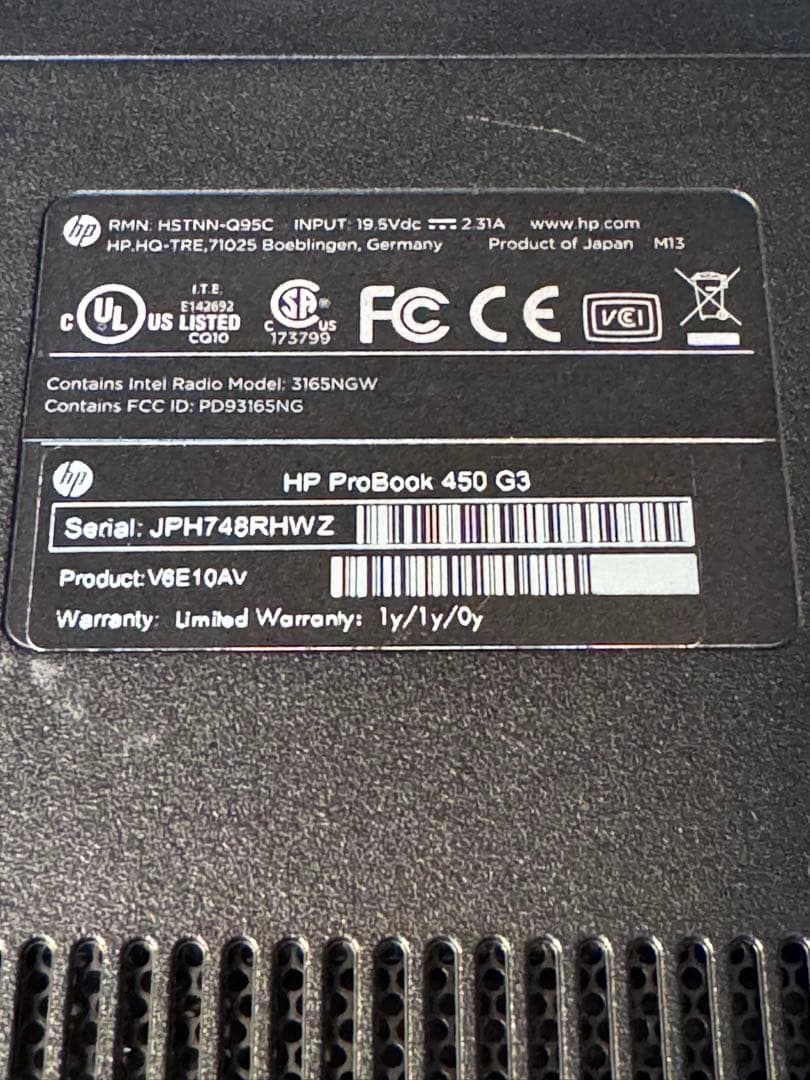 hp RMN: HSTNN-Q95C INPUT: 19.5Vdc ⎓ 2.31A www.hp.com
HP,HQ-TRE,71025 Boeblingen, Germany Product of Japan M13
C UL US I.T.E. E142692 LISTED CQ10
C SA® US 173799
FC CE VCI
Contains Intel Radio Model: 3165NGW
Contains FCC ID: PD93165NG
hp HP ProBook 450 G3
Serial: JPH748RHWZ
Product:V6E10AV
Warranty: Limited Warranty: 1y/1y/0y